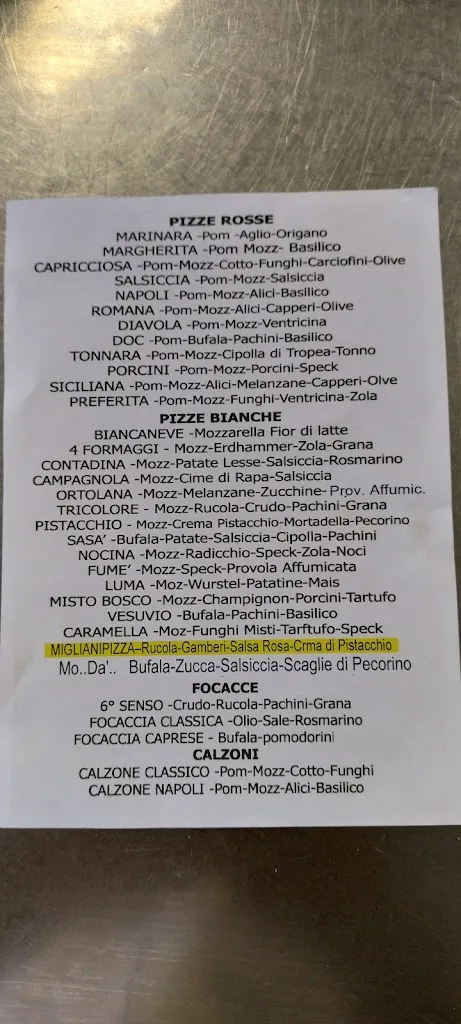 PIZZE ROSSE
MARINARA -Pom -Aglio-Origano
MARGHERITA -Pom Mozz- Basilico
CAPRICCIOSA -Pom-Mozz-Cotto-Funghi-Carciofini-Olive
SALSICCIA -Pom-Mozz-Salsiccia
NAPOLI -Pom-Mozz-Alici-Basilico
ROMANA -Pom-Mozz-Alici-Capperi-Olive
DIAVOLA -Pom-Mozz-Ventricina
DOC -Pom-Bufala-Pachini-Basilico
TONNARA -Pom-Mozz-Cipolla di Tropea-Tonno
PORCINI -Pom-Mozz-Porcini-Speck
SICILIANA -Pom-Mozz-Alici-Melanzane-Capperi-Olve
PREFERITA -Pom-Mozz-Funghi-Ventricina-Zola
PIZZE BIANCHE
BIANCANEVE -Mozzarella Fior di latte
4 FORMAGGI - Mozz-Erdhammer-Zola-Grana
CONTADINA -Mozz-Patate Lesse-Salsiccia-Rosmarino
CAMPAGNOLA -Mozz-Cime di Rapa-Salsiccia
ORTOLANA -Mozz-Melanzane-Zucchine-Prov. Affumic.
TRICOLORE - Mozz-Rucola-Crudo-Pachini-Grana
PISTACCHIO - Mozz-Crema Pistacchio-Mortadella-Pecorino
SASA' -Bufala-Patate-Salsiccia-Cipolla-Pachini
NOCINA -Mozz-Radicchio-Speck-Zola-Noci
FUME' -Mozz-Speck-Provola Affumicata
LUMA -Moz-Wurstel-Patatine-Mais
MISTO BOSCO -Mozz-Champignon-Porcini-Tartufo
VESUVIO -Bufala-Pachini-Basilico
CARAMELLA -Moz-Funghi Misti-Tarftufo-Speck
MIGLIANIPIZZA–Rucola-Gamberi-Salsa Rosa-Crma di Pistacchio
Mo..Da'.. Bufala-Zucca-Salsiccia-Scaglie di Pecorino
FOCACCE
6° SENSO -Crudo-Rucola-Pachini-Grana
FOCACCIA CLASSICA -Olio-Sale-Rosmarino
FOCACCIA CAPRESE - Bufala-pomodorini
CALZONI
CALZONE CLASSICO -Pom-Mozz-Cotto-Funghi
CALZONE NAPOLI -Pom-Mozz-Alici-Basilico